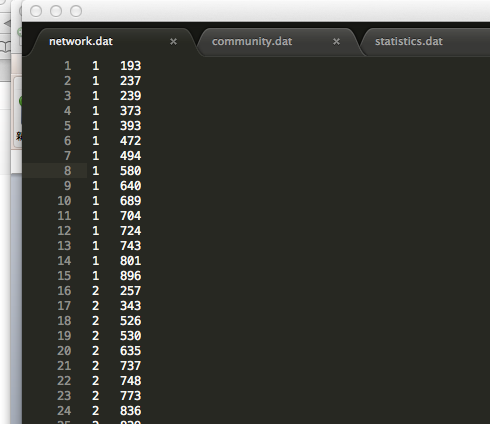 network.dat × community.dat × statistics.dat
1 1 193
2 1 237
3 1 239
4 1 373
5 1 393
6 1 472
7 1 494
8 1 580
9 1 640
10 1 689
11 1 704
12 1 724
13 1 743
14 1 801
15 1 896
16 2 257
17 2 343
18 2 526
19 2 530
20 2 635
21 2 737
22 2 748
23 2 773
24 2 836